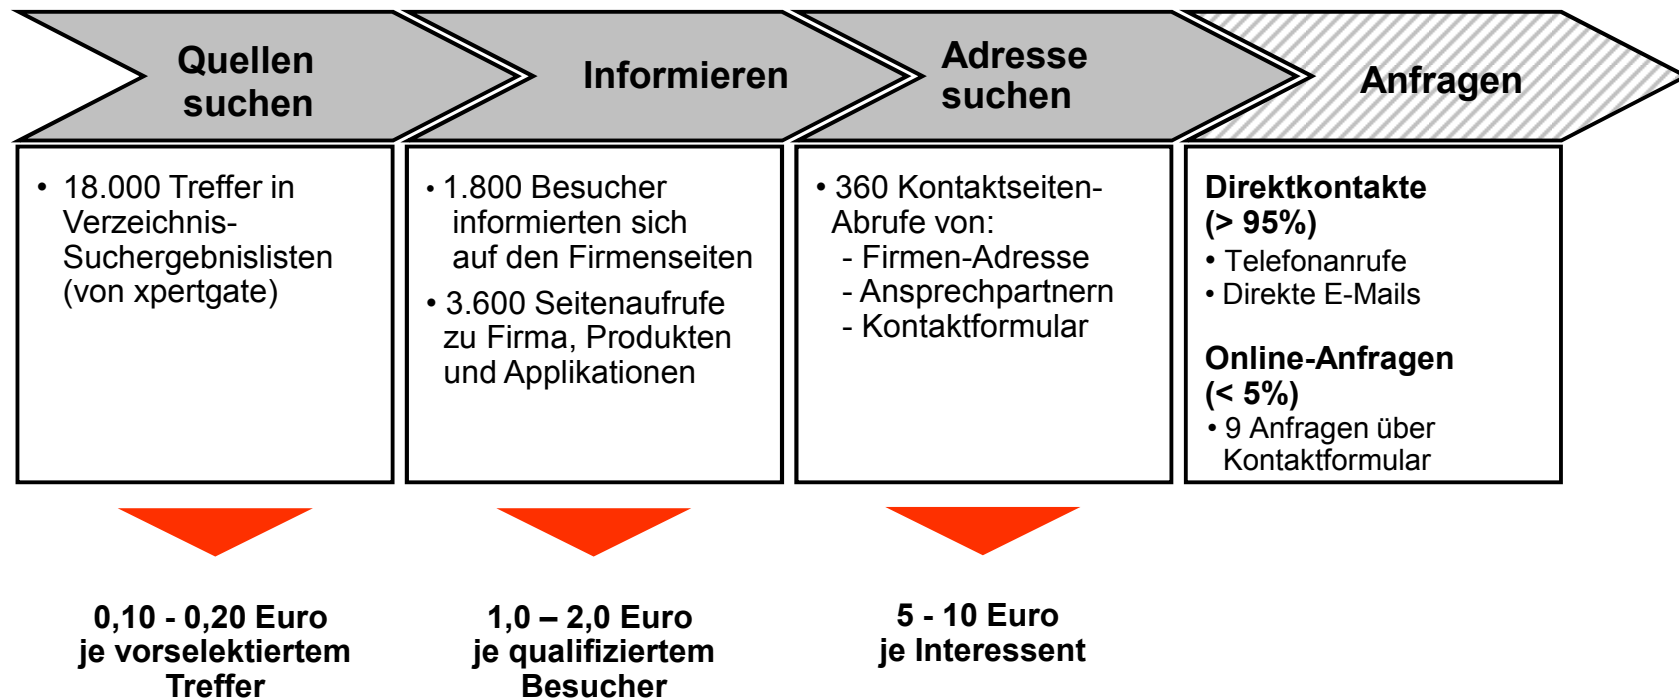 Quellen
suchen
Informieren
Adresse
suchen
Anfragen
• 18.000 Treffer in
Verzeichnis-
Suchergebnislisten
(von xpertgate)
• 1.800 Besucher
informierten sich
auf den Firmenseiten
• 3.600 Seitenaufrufe
zu Firma, Produkten
und Applikationen
• 360 Kontaktseiten-
Abrufe von:
- Firmen-Adresse
- Ansprechpartnern
- Kontaktformular
Direktkontakte
(> 95%)
• Telefonanrufe
• Direkte E-Mails
Online-Anfragen
(< 5%)
• 9 Anfragen über
Kontaktformular
0,10 - 0,20 Euro
je vorselektiertem
Treffer
1,0 – 2,0 Euro
je qualifiziertem
Besucher
5 - 10 Euro
je Interessent